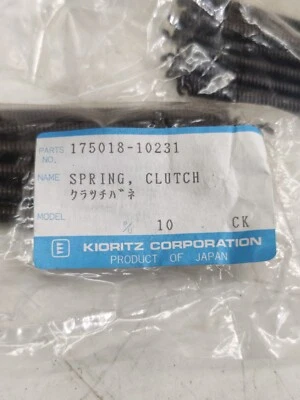 PARTS NO. 175018-10231
NAME SPRING, CLUTCH
クラツチバネ
MODEL 10 CK
E KIORITZ CORPORATION
PRODUCT OF JAPAN